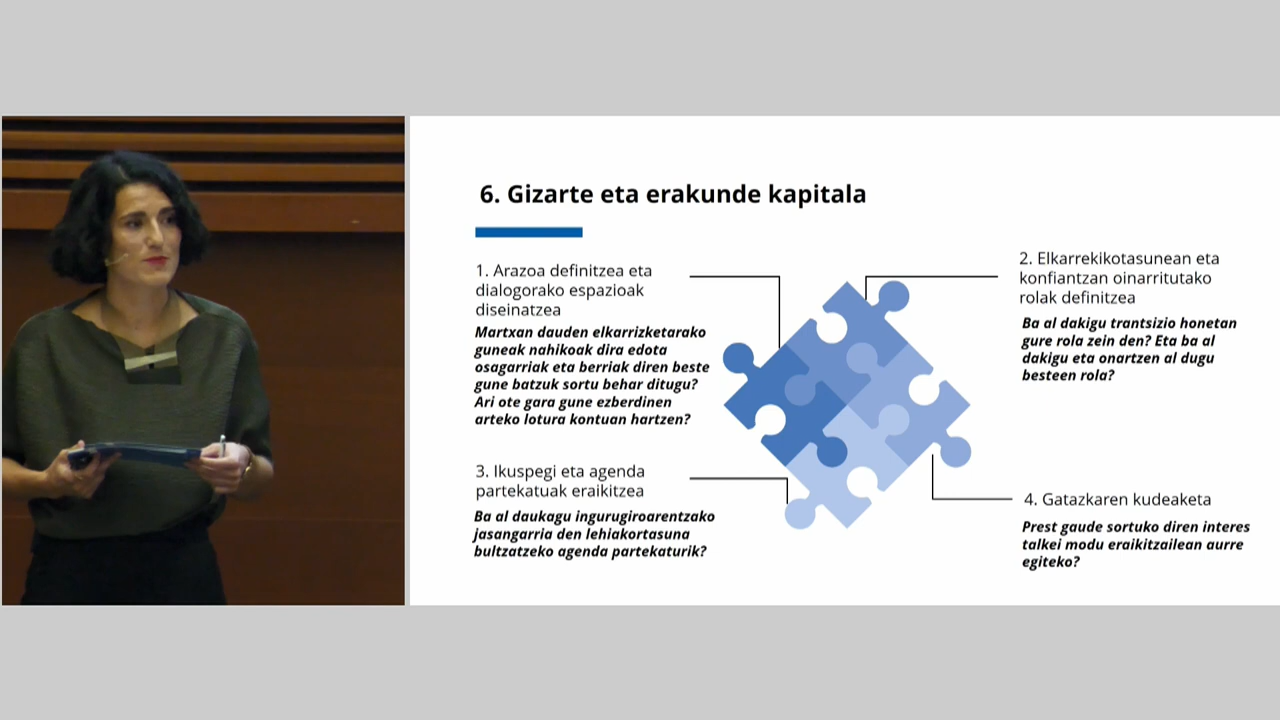 6. Gizarte eta erakunde kapitala
1. Arazoa definitzea eta
dialogorako espazioak
diseinatzea
Martxan dauden elkarrizketarako
guneak nahikoak dira edota
osagarriak eta berriak diren beste
gune batzuk sortu behar ditugu?
Ari ote gara gune ezberdinen
arteko lotura kontuan hartzen?
2. Elkarrekikotasunean eta
konfiantzan oinarritutako
rolak definitzea
Ba al dakigu trantsizio honetan
gure rola zein den? Eta ba al
dakigu eta onartzen al dugu
besteen rola?
3. Ikuspegi eta agenda
partekatuak eraikitzea
Ba al daukagu ingurugiroarentzako
jasangarria den lehiakortasuna
bultzatzeko agenda partekaturik?
4. Gatazkaren kudeaketa
Prest gaude sortuko diren interes
talkei modu eraikitzailean aurre
egiteko?